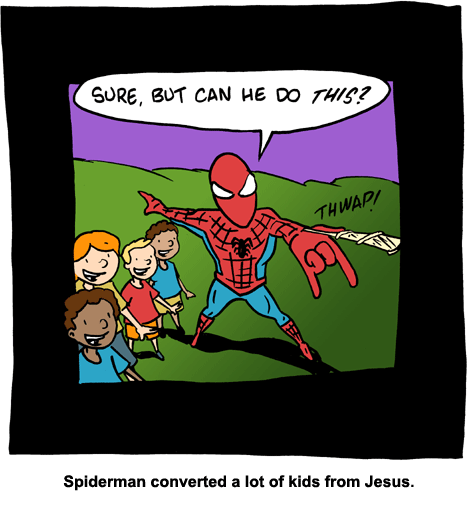 SURE, BUT CAN HE DO THIS?
THWAP!
Spiderman converted a lot of kids from Jesus.